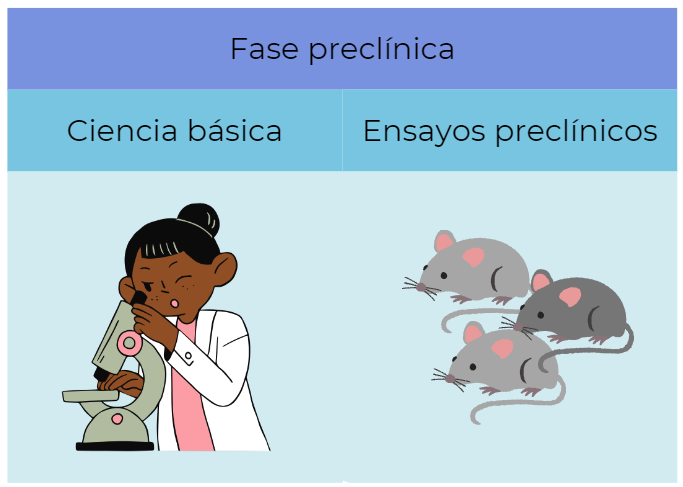 Fase preclínica
Ciencia básica
Ensayos preclínicos